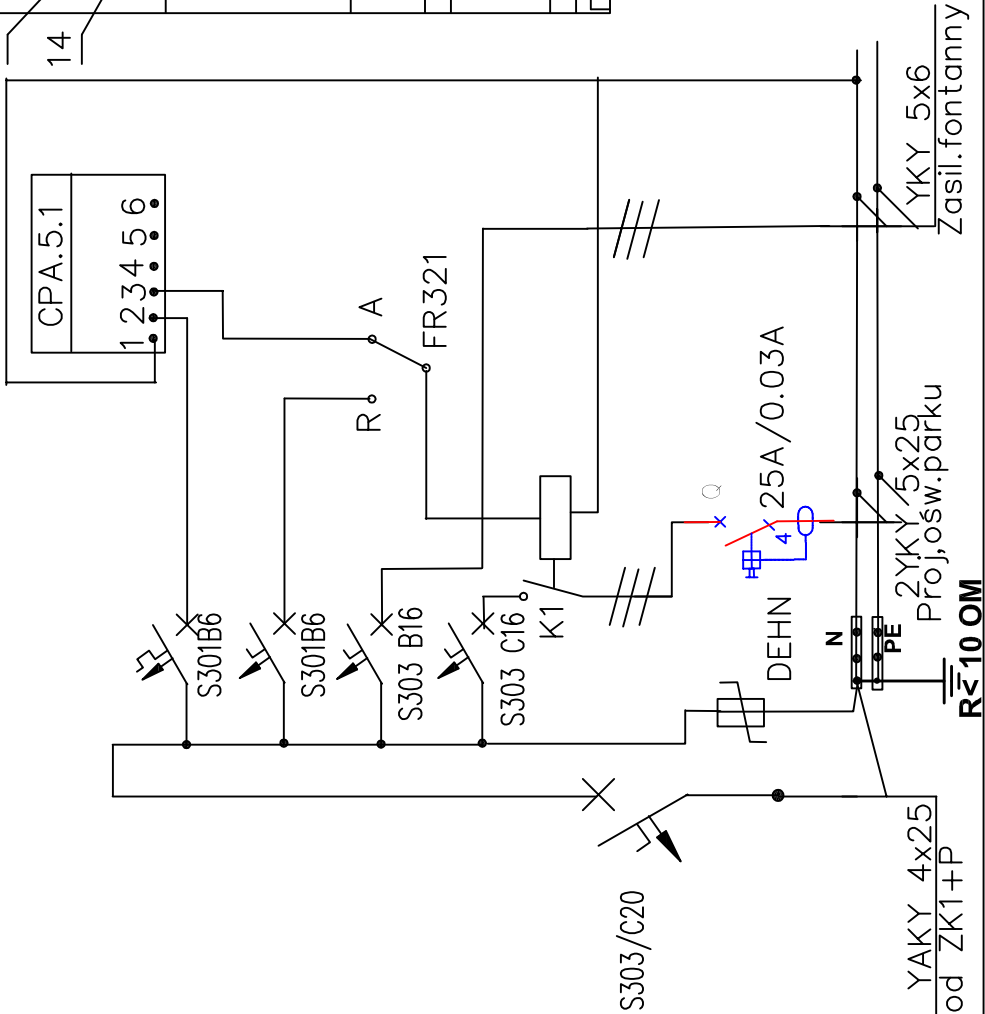 14
CPA.5.1
1 2 3 4 5 6
A
R
FR321
S301B6
S301B6
S303 B16
S303 C16
K1
Q
25A/0.03A
4
DEHN
N
PE
R<10 OM
S303/C20
YKY 5x6
Zasil.fontanny
2YKY 5x25
Proj,ośw.parku
YAKY 4x25
od ZK1+P